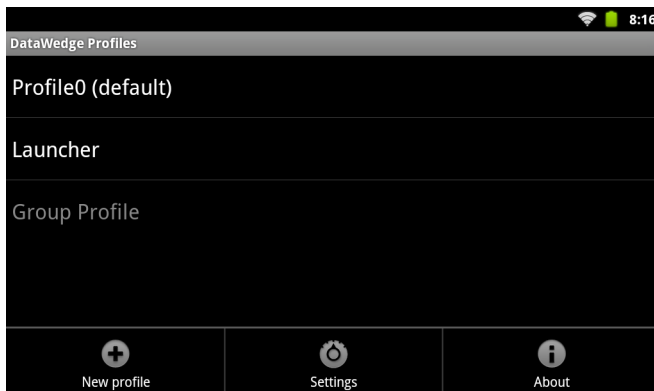 8:16
DataWedge Profiles
Profile0 (default)
Launcher
Group Profile
New profile
Settings
About